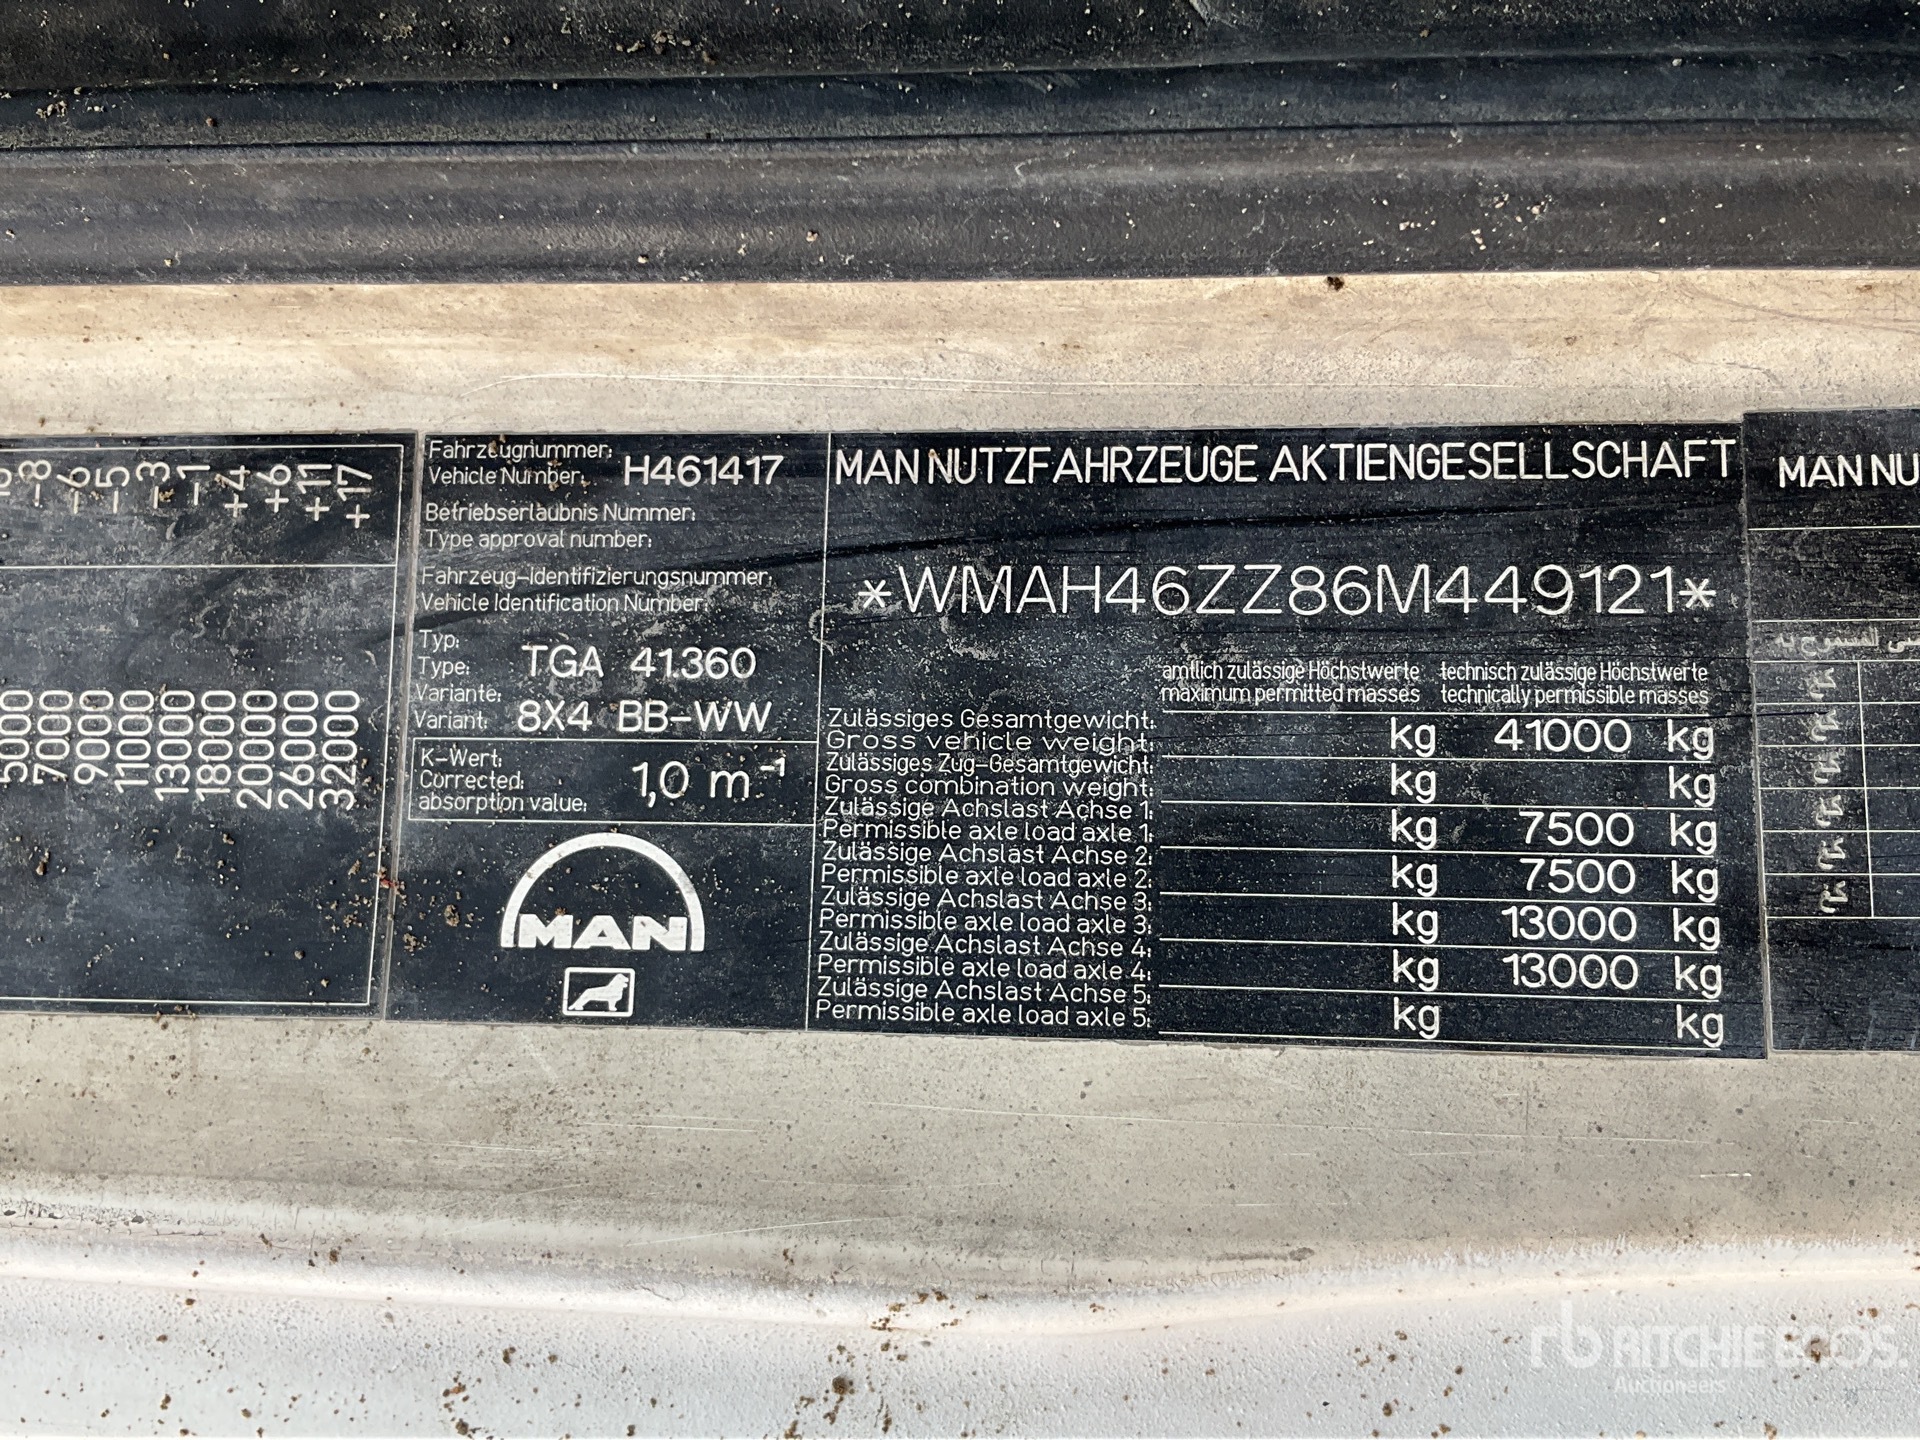 -8
-6
-5
-3
-1
+4
+6
+11
+17
5000
7000
9000
11000
13000
18000
20000
26000
32000
Fahrzeugnummer:
Vehicle Number: H461417
Betriebserlaubnis Nummer:
Type approval number:
Fahrzeug-Identifizierungsnummer:
Vehicle Identification Number:
Typ:
Type: TGA 41.360
Variante:
Variant: 8X4 BB-WW
K-Wert:
Corrected:
absorption value: 1,0 m⁻¹
MAN
MAN NUTZFAHRZEUGE AKTIENGESELLSCHAFT
*WMAH46ZZ86M449121*
amtlich zulässige Höchstwerte technisch zulässige Höchstwerte
maximum permitted masses technically permissible masses
Zulässiges Gesamtgewicht:
Gross vehicle weight: kg 41000 kg
Zulässiges Zug-Gesamtgewicht:
Gross combination weight: kg kg
Zulässige Achslast Achse 1:
Permissible axle load axle 1: kg 7500 kg
Zulässige Achslast Achse 2:
Permissible axle load axle 2: kg 7500 kg
Zulässige Achslast Achse 3:
Permissible axle load axle 3: kg 13000 kg
Zulässige Achslast Achse 4:
Permissible axle load axle 4: kg 13000 kg
Zulässige Achslast Achse 5:
Permissible axle load axle 5: kg kg
MAN NU
rb RITCHIE BROS.
Auctioneers